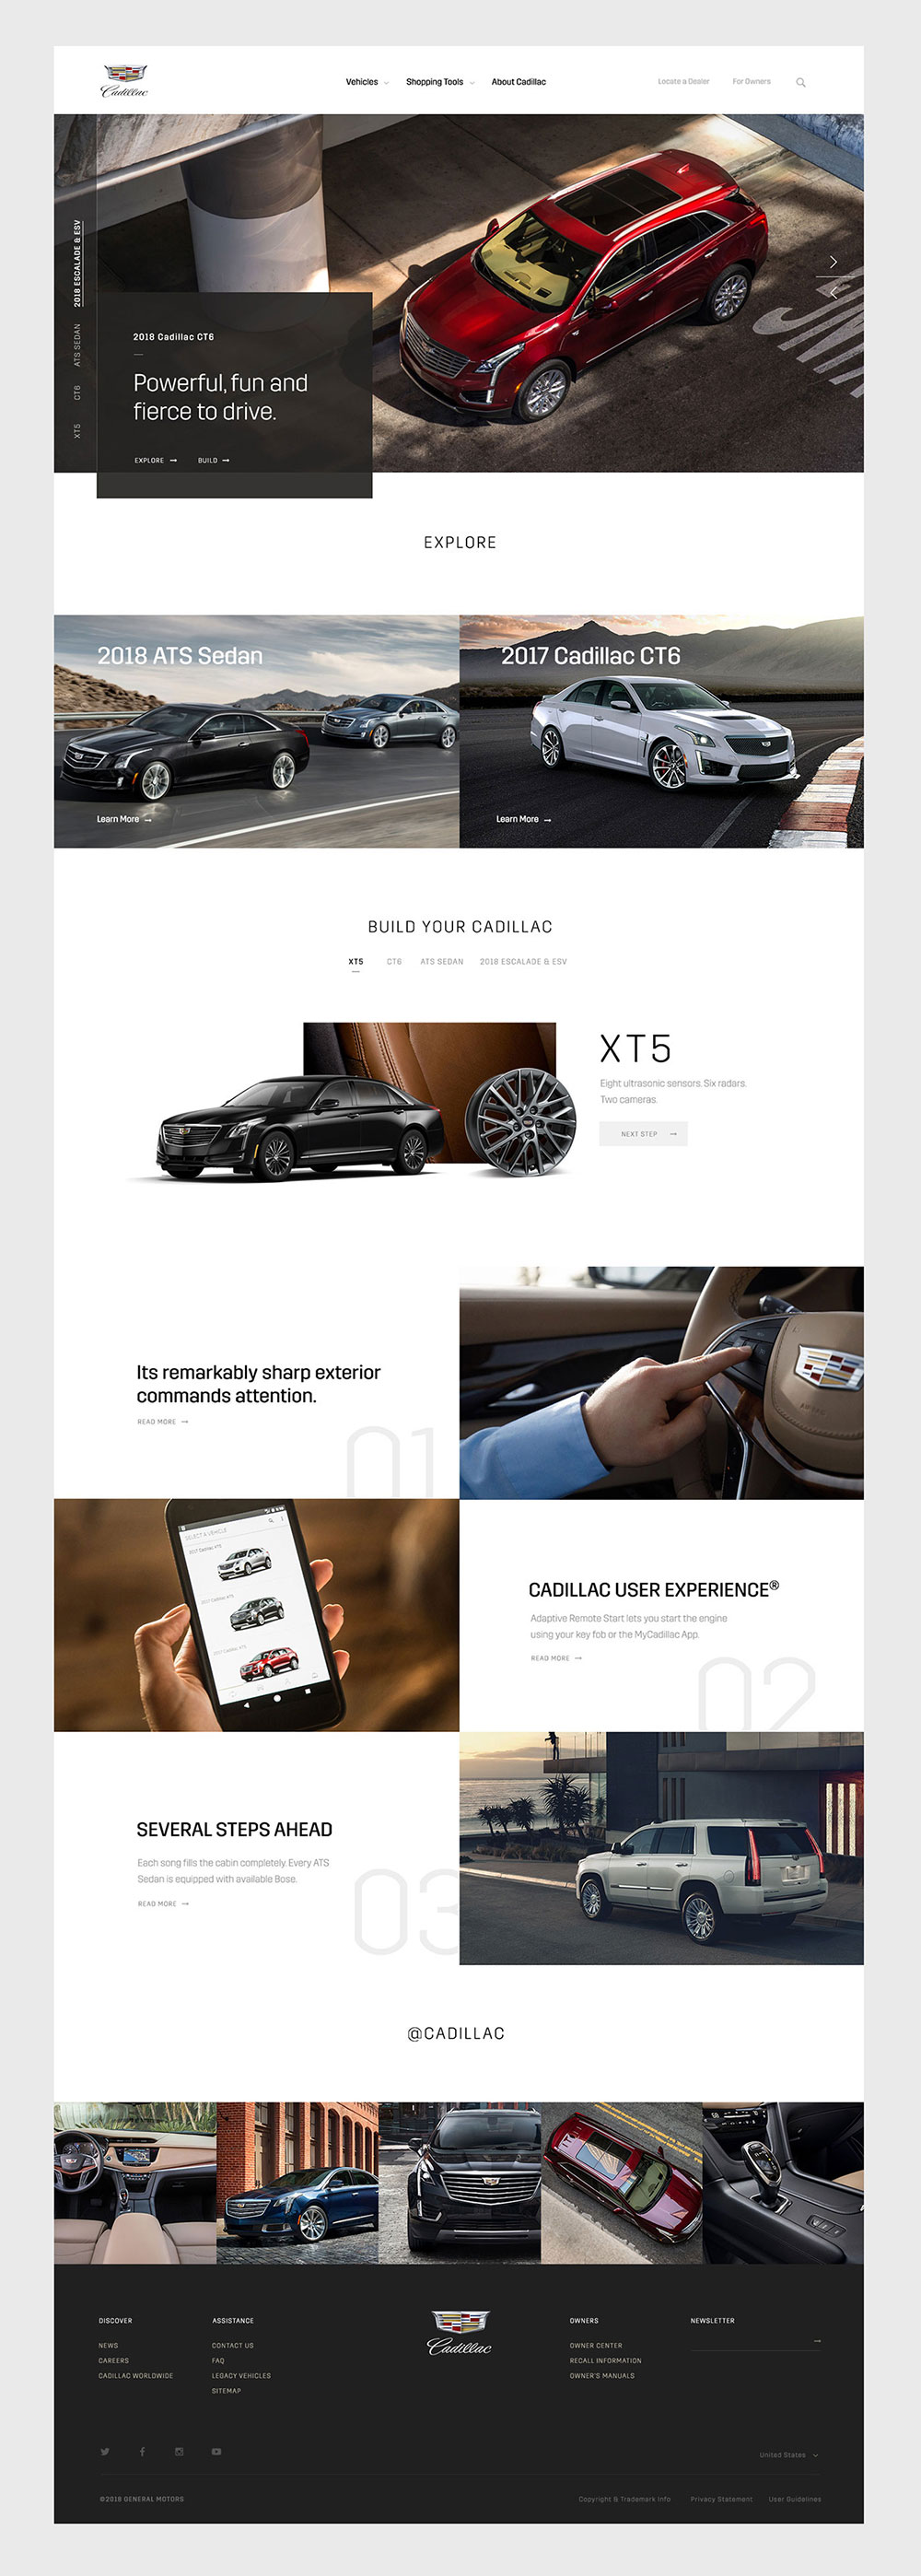 Cadillac
Vehicles
Shopping Tools
About Cadillac
Locate a Dealer
For Owners
2018 ESCALADE & ESV
ATS SEDAN
CT6
XT5
2018 Cadillac CT6
Powerful, fun and
fierce to drive.
EXPLORE
BUILD
EXPLORE
2018 ATS Sedan
Learn More
2017 Cadillac CT6
Learn More
BUILD YOUR CADILLAC
XT5
CT6
ATS SEDAN
2018 ESCALADE & ESV
XT5
Eight ultrasonic sensors. Six radars.
Two cameras.
NEXT STEP
Its remarkably sharp exterior
commands attention.
READ MORE
01
AIRBAG
SELECT A VEHICLE
2017 Cadillac XT5
2017 Cadillac XT5
2017 Cadillac XT5
CADILLAC USER EXPERIENCE®
Adaptive Remote Start lets you start the engine
using your key fob or the MyCadillac App.
READ MORE
02
SEVERAL STEPS AHEAD
Each song fills the cabin completely. Every ATS
Sedan is equipped with available Bose.
READ MORE
03
@CADILLAC
DISCOVER
NEWS
CAREERS
CADILLAC WORLDWIDE
ASSISTANCE
CONTACT US
FAQ
LEGACY VEHICLES
SITEMAP
Cadillac
OWNERS
OWNER CENTER
RECALL INFORMATION
OWNER'S MANUALS
NEWSLETTER
United States
©2018 GENERAL MOTORS
Copyright & Trademark Info
Privacy Statement
User Guidelines